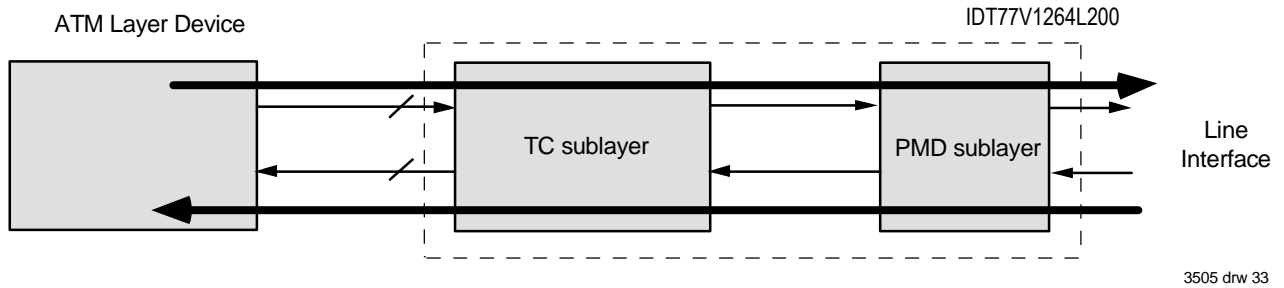 IDT77V1264L200
ATM Layer Device
TC sublayer
PMD sublayer
Line
Interface
3505 drw 33